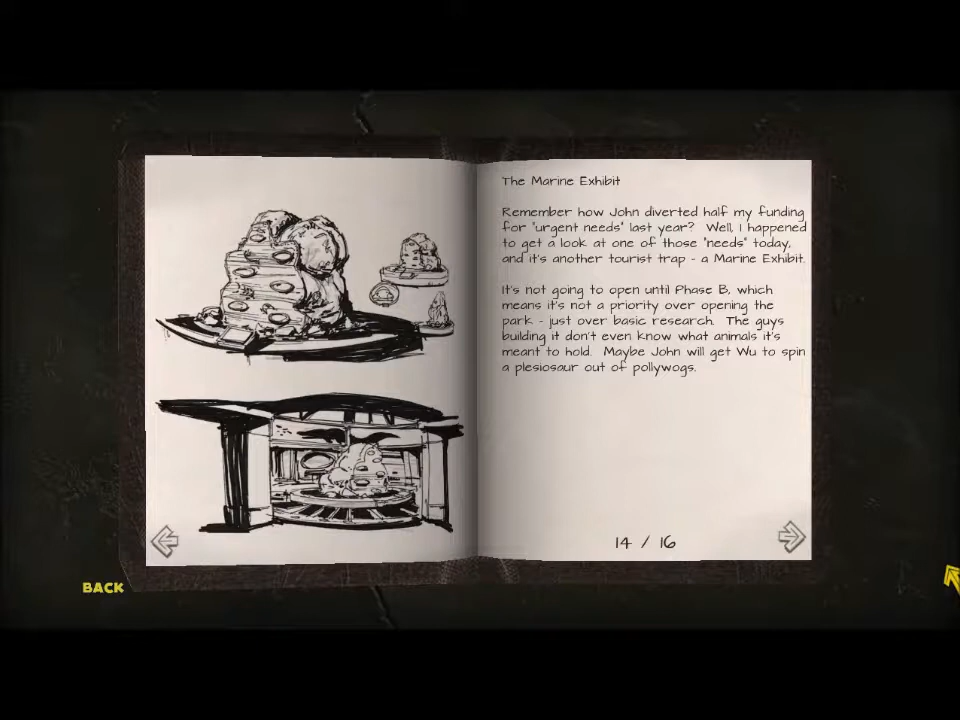 The Marine Exhibit
Remember how John diverted half my funding
for "urgent needs" last year? Well, I happened
to get a look at one of those "needs" today,
and it's another tourist trap - a Marine Exhibit.
It's not going to open until Phase B, which
means it's not a priority over opening the
park - just over basic research. The guys
building it don't even know what animals it's
meant to hold. Maybe John will get Wu to spin
a plesiosaur out of pollywogs.
14 / 16
BACK